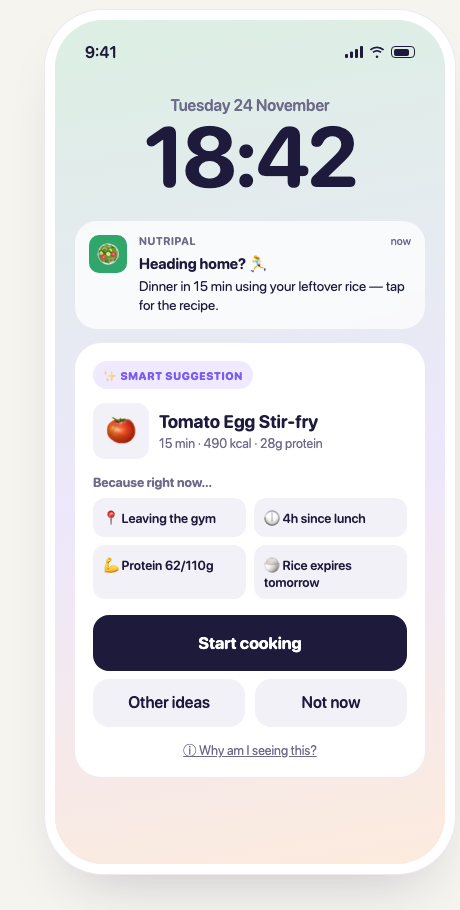 9:41
Tuesday 24 November
18:42
NUTRIPAL now
Heading home? 🏃
Dinner in 15 min using your leftover rice — tap
for the recipe.
✨ SMART SUGGESTION
Tomato Egg Stir-fry
15 min · 490 kcal · 28g protein
Because right now...
📍 Leaving the gym
🕕 4h since lunch
💪 Protein 62/110g
🍚 Rice expires
tomorrow
Start cooking
Other ideas
Not now
ⓘ Why am I seeing this?